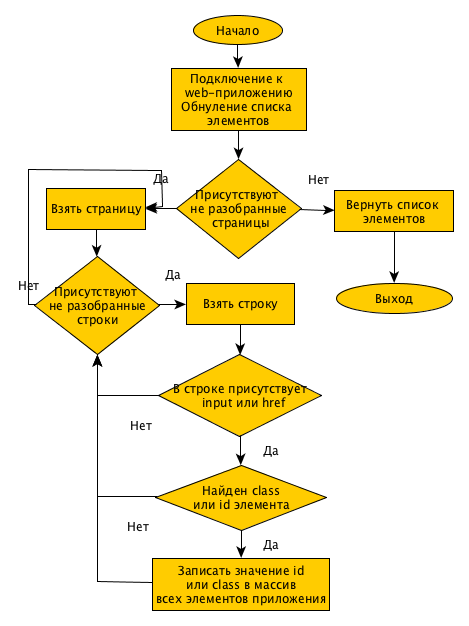 Начало
Подключение к
web-приложению
Обнуление списка
элементов
Да
Присутствуют
не разобранные
страницы
Нет
Взять страницу
Вернуть список
элементов
Нет
Присутствуют
не разобранные
строки
Да
Взять строку
Выход
В строке присутствует
input или href
Нет
Да
Найден class
или id элемента
Нет
Да
Записать значение id
или class в массив
всех элементов приложения